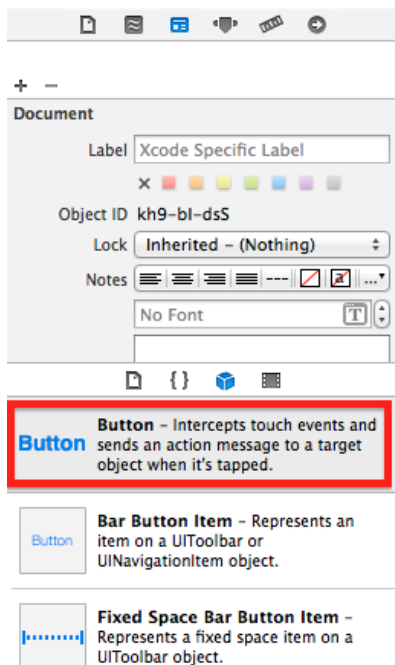 Document
Label Xcode Specific Label
Object ID kh9-bI-dsS
Lock Inherited - (Nothing)
Notes
No Font T
{ }
Button Button - Intercepts touch events and
sends an action message to a target
object when it's tapped.
Button Bar Button Item - Represents an
item on a UIToolbar or
UINavigationItem object.
Fixed Space Bar Button Item -
Represents a fixed space item on a
UIToolbar object.